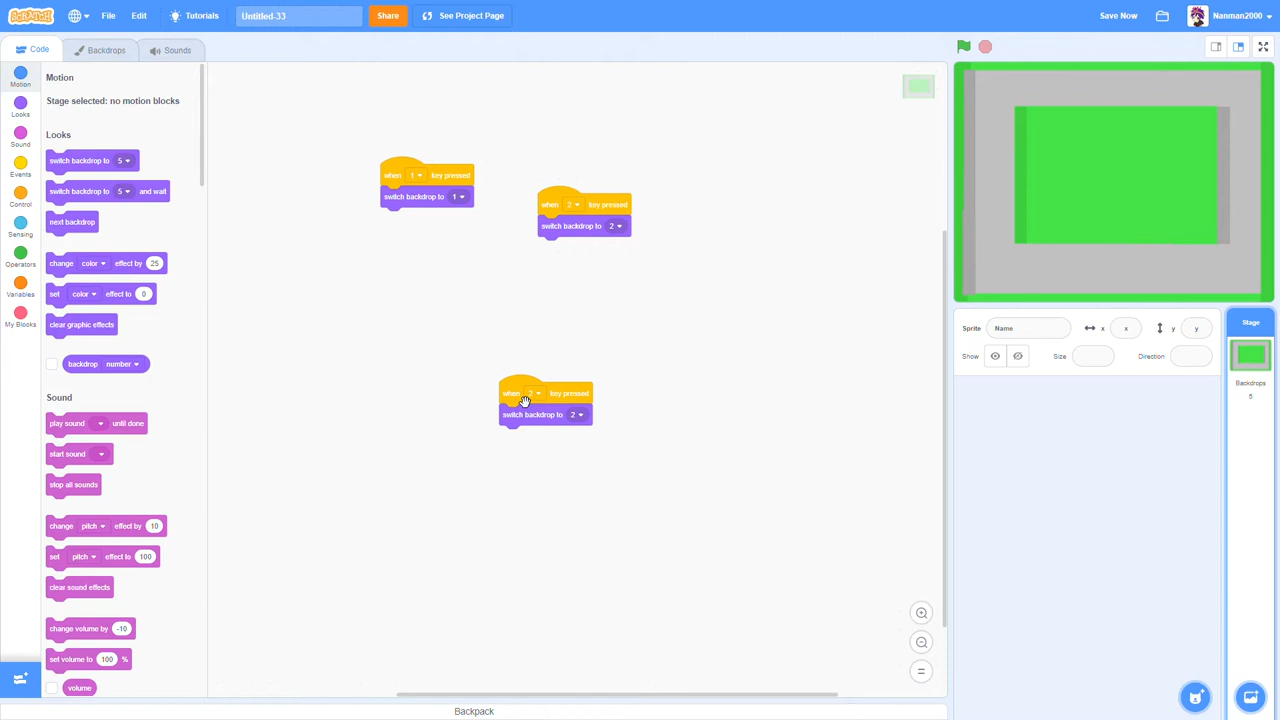 SCRATCH File Edit Tutorials Untitled-33 Share See Project Page Save Now Nanman2000
Code Backdrops Sounds
Motion
Looks
Sound
Events
Control
Sensing
Operators
Variables
My Blocks
Motion
Stage selected: no motion blocks
Looks
switch backdrop to 5
switch backdrop to 5 and wait
next backdrop
change color effect by 25
set color effect to 0
clear graphic effects
backdrop number
Sound
play sound until done
start sound
stop all sounds
change pitch effect by 10
set pitch effect to 100
clear sound effects
change volume by -10
set volume to 100 %
volume
when 1 key pressed
switch backdrop to 1
when 2 key pressed
switch backdrop to 2
when 2 key pressed
switch backdrop to 2
Sprite Name x x y y
Show Size Direction
Stage
Backdrops
5
Backpack